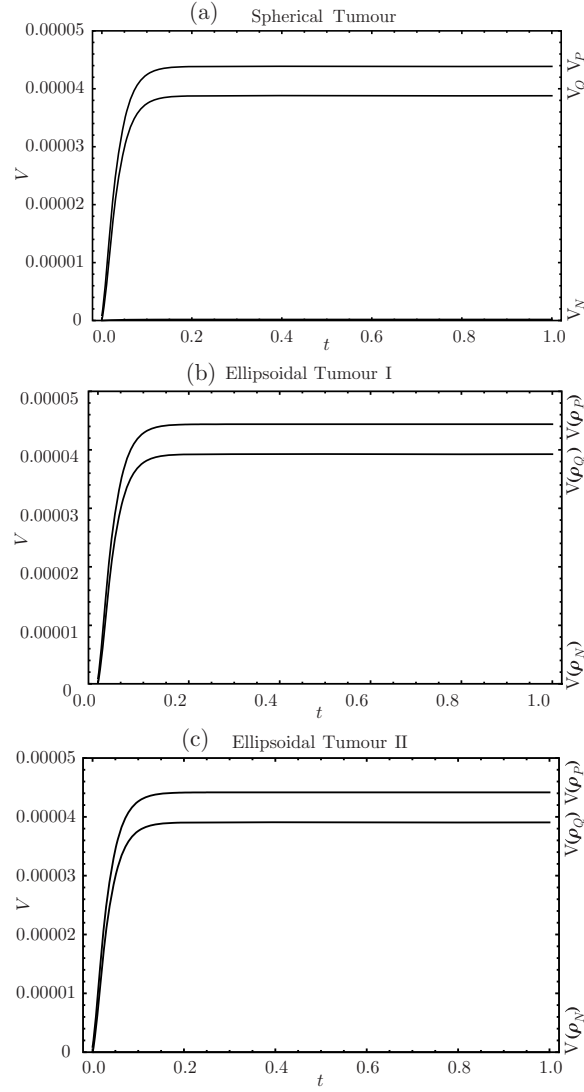 (a) Spherical Tumour
0.00005
0.00004
0.00003
0.00002
0.00001
0
V
0.0 0.2 0.4 0.6 0.8 1.0
t
V_P
V_Q
V_N
(b) Ellipsoidal Tumour I
0.00005
0.00004
0.00003
0.00002
0.00001
0
V
0.0 0.2 0.4 0.6 0.8 1.0
t
V(ρ_P)
V(ρ_Q)
V(ρ_N)
(c) Ellipsoidal Tumour II
0.00005
0.00004
0.00003
0.00002
0.00001
0
V
0.0 0.2 0.4 0.6 0.8 1.0
t
V(ρ_P)
V(ρ_Q)
V(ρ_N)